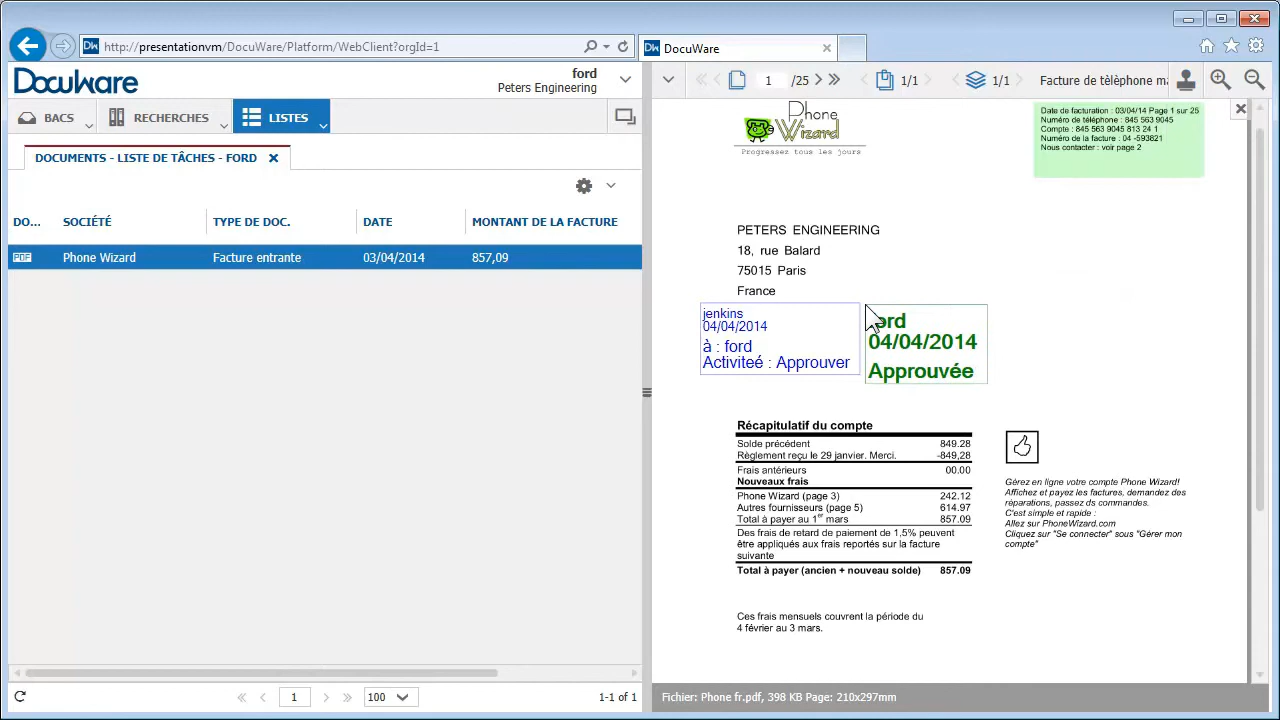 http://presentationvm/DocuWare/Platform/WebClient?orgId=1
DocuWare
DocuWare
ford
Peters Engineering
BACS
RECHERCHES
LISTES
DOCUMENTS - LISTE DE TÂCHES - FORD
DO... SOCIÉTÉ TYPE DE DOC. DATE MONTANT DE LA FACTURE
PDF Phone Wizard Facture entrante 03/04/2014 857,09
1 100 1-1 of 1
1 /25 1/1 1/1 Facture de tèlèphone ma
Phone
Wizard
Progressez tous les jours
Date de facturation : 03/04/14 Page 1 sur 25
Numéro de téléphone : 845 563 9045
Compte : 845 563 9045 813 24 1
Numéro de la facture : 04 -593821
Nous contacter : voir page 2
PETERS ENGINEERING
18, rue Balard
75015 Paris
France
jenkins
04/04/2014
à : ford
Activiteé : Approuver
ord
04/04/2014
Approuvée
Récapitulatif du compte
Solde précédent 849.28
Règlement reçu le 29 janvier. Merci. -849,28
Frais antérieurs 00.00
Nouveaux frais
Phone Wizard (page 3) 242.12
Autres fournisseurs (page 5) 614.97
Total à payer au 1er mars 857.09
Des frais de retard de paiement de 1,5% peuvent
être appliqués aux frais reportés sur la facture
suivante
Total à payer (ancien + nouveau solde) 857.09
Ces frais mensuels couvrent la période du
4 février au 3 mars.
Gérez en ligne votre compte Phone Wizard!
Affichez et payez les factures, demandez des
réparations, passez ds commandes.
C'est simple et rapide :
Allez sur PhoneWizard.com
Cliquez sur "Se connecter" sous "Gérer mon
compte"
Fichier: Phone fr.pdf, 398 KB Page: 210x297mm